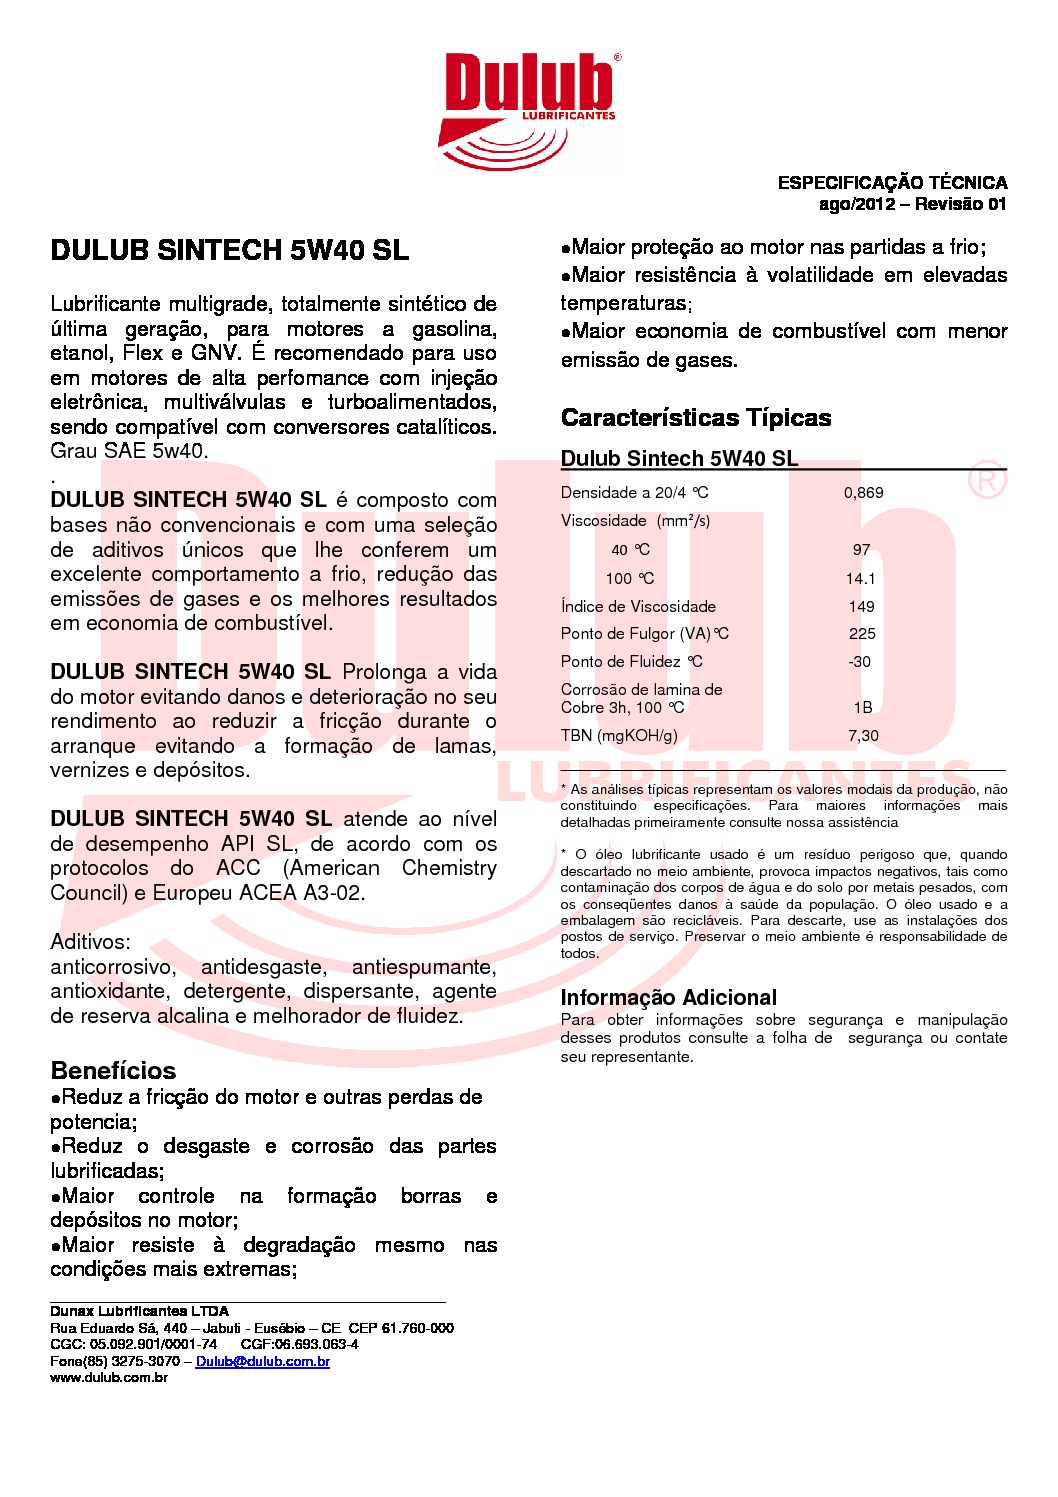 Dulub®
LUBRIFICANTES
ESPECIFICAÇÃO TÉCNICA
ago/2012 – Revisão 01
DULUB SINTECH 5W40 SL
Lubrificante multigrade, totalmente sintético de
última geração, para motores a gasolina,
etanol, Flex e GNV. É recomendado para uso
em motores de alta perfomance com injeção
eletrônica, multiválvulas e turboalimentados,
sendo compatível com conversores catalíticos.
Grau SAE 5w40.
.
DULUB SINTECH 5W40 SL é composto com
bases não convencionais e com uma seleção
de aditivos únicos que lhe conferem um
excelente comportamento a frio, redução das
emissões de gases e os melhores resultados
em economia de combustível.
DULUB SINTECH 5W40 SL Prolonga a vida
do motor evitando danos e deterioração no seu
rendimento ao reduzir a fricção durante o
arranque evitando a formação de lamas,
vernizes e depósitos.
DULUB SINTECH 5W40 SL atende ao nível
de desempenho API SL, de acordo com os
protocolos do ACC (American Chemistry
Council) e Europeu ACEA A3-02.
Aditivos:
anticorrosivo, antidesgaste, antiespumante,
antioxidante, detergente, dispersante, agente
de reserva alcalina e melhorador de fluidez.
Benefícios
●Reduz a fricção do motor e outras perdas de
potencia;
●Reduz o desgaste e corrosão das partes
lubrificadas;
●Maior controle na formação borras e
depósitos no motor;
●Maior resiste à degradação mesmo nas
condições mais extremas;
●Maior proteção ao motor nas partidas a frio;
●Maior resistência à volatilidade em elevadas
temperaturas;
●Maior economia de combustível com menor
emissão de gases.
Características Típicas
Dulub Sintech 5W40 SL
Densidade a 20/4 °C 0,869
Viscosidade (mm²/s)
40 °C 97
100 °C 14.1
Índice de Viscosidade 149
Ponto de Fulgor (VA)°C 225
Ponto de Fluidez °C -30
Corrosão de lamina de
Cobre 3h, 100 °C 1B
TBN (mgKOH/g) 7,30
* As análises típicas representam os valores modais da produção, não
constituindo especificações. Para maiores informações mais
detalhadas primeiramente consulte nossa assistência
* O óleo lubrificante usado é um resíduo perigoso que, quando
descartado no meio ambiente, provoca impactos negativos, tais como
contaminação dos corpos de água e do solo por metais pesados, com
os conseqüentes danos à saúde da população. O óleo usado e a
embalagem são recicláveis. Para descarte, use as instalações dos
postos de serviço. Preservar o meio ambiente é responsabilidade de
todos.
Informação Adicional
Para obter informações sobre segurança e manipulação
desses produtos consulte a folha de segurança ou contate
seu representante.
Dunax Lubrificantes LTDA
Rua Eduardo Sá, 440 – Jabuti - Eusébio – CE CEP 61.760-000
CGC: 05.092.901/0001-74 CGF:06.693.063-4
Fone(85) 3275-3070 – Dulub@dulub.com.br
www.dulub.com.br
Dulub®
LUBRIFICANTES